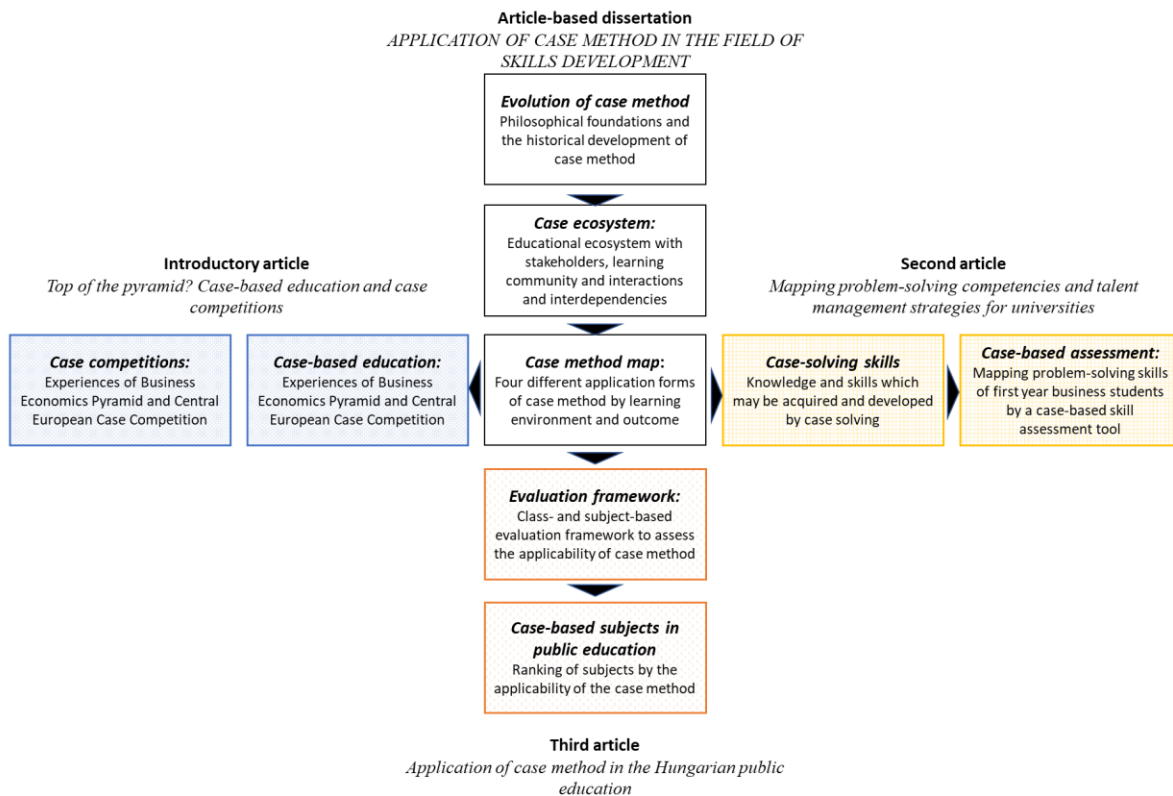 Article-based dissertation
APPLICATION OF CASE METHOD IN THE FIELD OF
SKILLS DEVELOPMENT
Evolution of case method
Philosophical foundations and
the historical development of
case method
Case ecosystem:
Educational ecosystem with
stakeholders, learning
community and interactions
and interdependencies
Introductory article
Top of the pyramid? Case-based education and case
competitions
Second article
Mapping problem-solving competencies and talent
management strategies for universities
Case competitions:
Experiences of Business
Economics Pyramid and Central
European Case Competition
Case-based education:
Experiences of Business
Economics Pyramid and Central
European Case Competition
Case method map:
Four different application forms
of case method by learning
environment and outcome
Case-solving skills
Knowledge and skills which
may be acquired and developed
by case solving
Case-based assessment:
Mapping problem-solving skills
of first year business students
by a case-based skill
assessment tool
Evaluation framework:
Class- and subject-based
evaluation framework to assess
the applicability of case method
Case-based subjects in
public education
Ranking of subjects by the
applicability of the case method
Third article
Application of case method in the Hungarian public
education